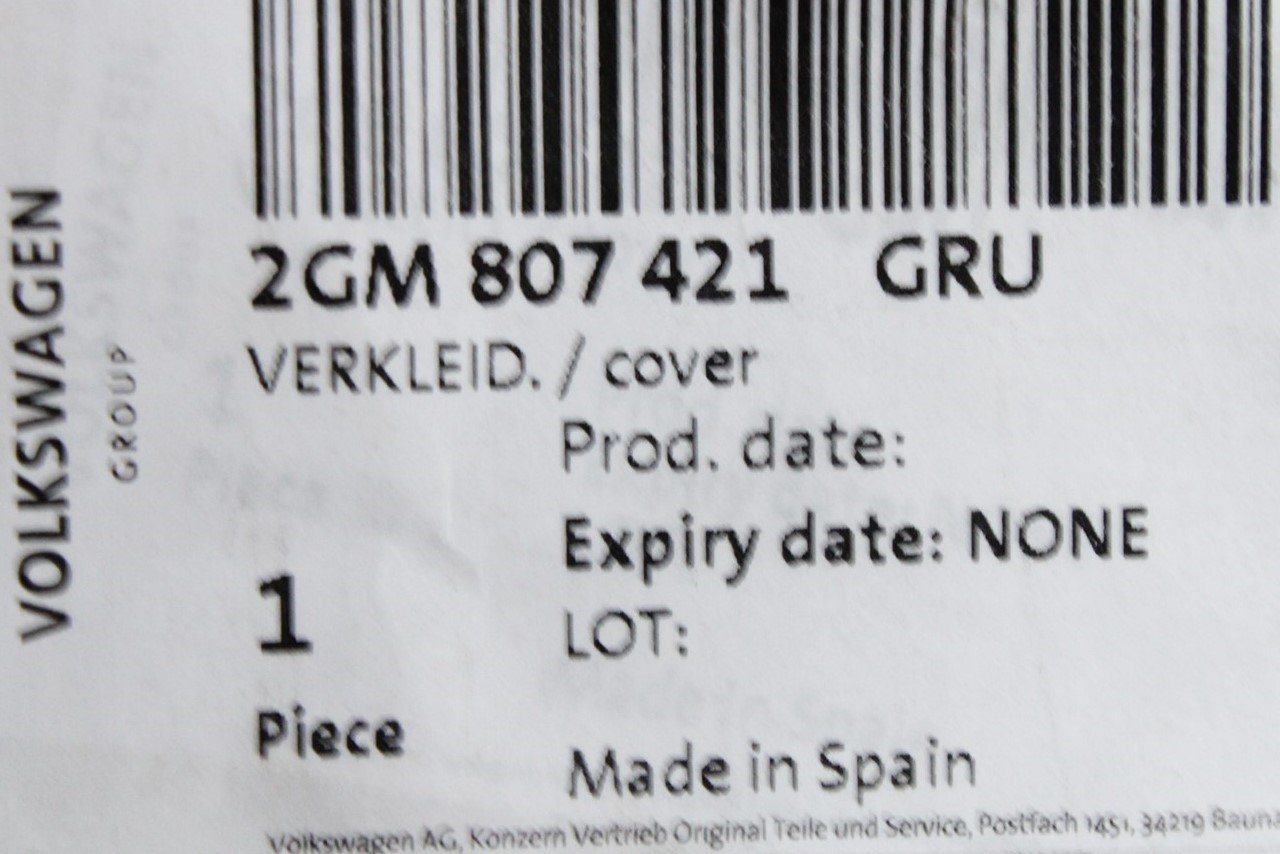 VOLKSWAGEN
GROUP
2GM 807 421 GRU
VERKLEID. / cover
Prod. date:
Expiry date: NONE
LOT:
1
Piece
Made in Spain
Volkswagen AG, Konzern Vertrieb Original Teile und Service, Postfach 1451, 34219